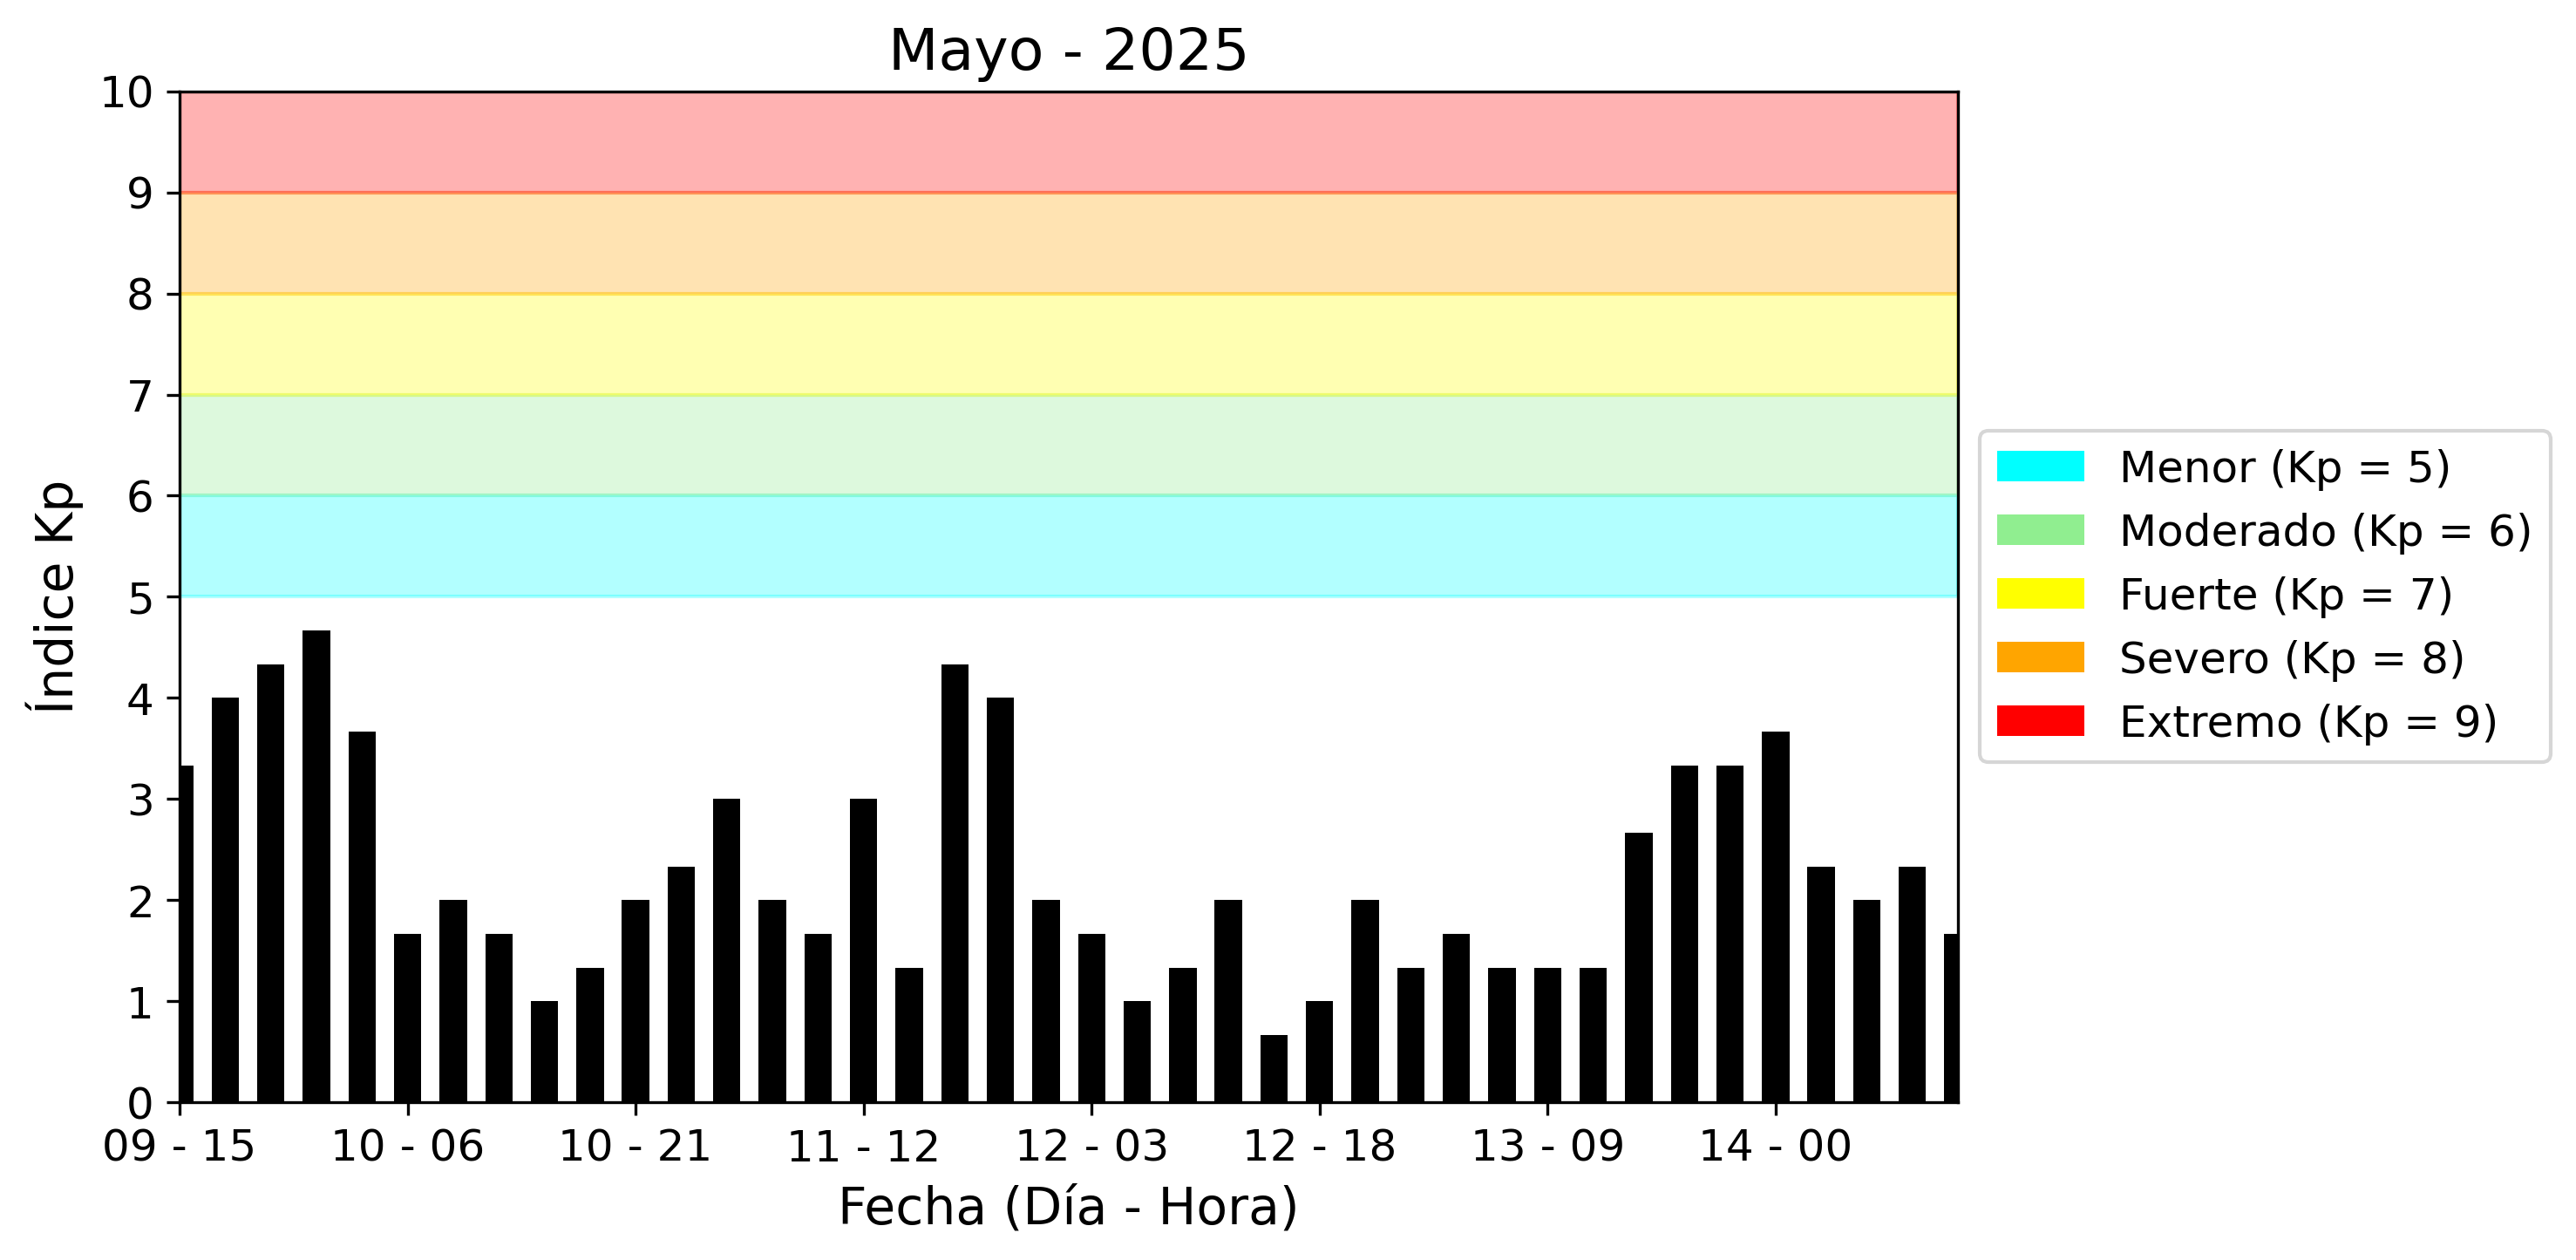 Mayo - 2025
10
9
8
7
6
5
4
3
2
1
0
Índice Kp
09 - 15 10 - 06 10 - 21 11 - 12 12 - 03 12 - 18 13 - 09 14 - 00
Fecha (Día - Hora)
Menor (Kp = 5)
Moderado (Kp = 6)
Fuerte (Kp = 7)
Severo (Kp = 8)
Extremo (Kp = 9)